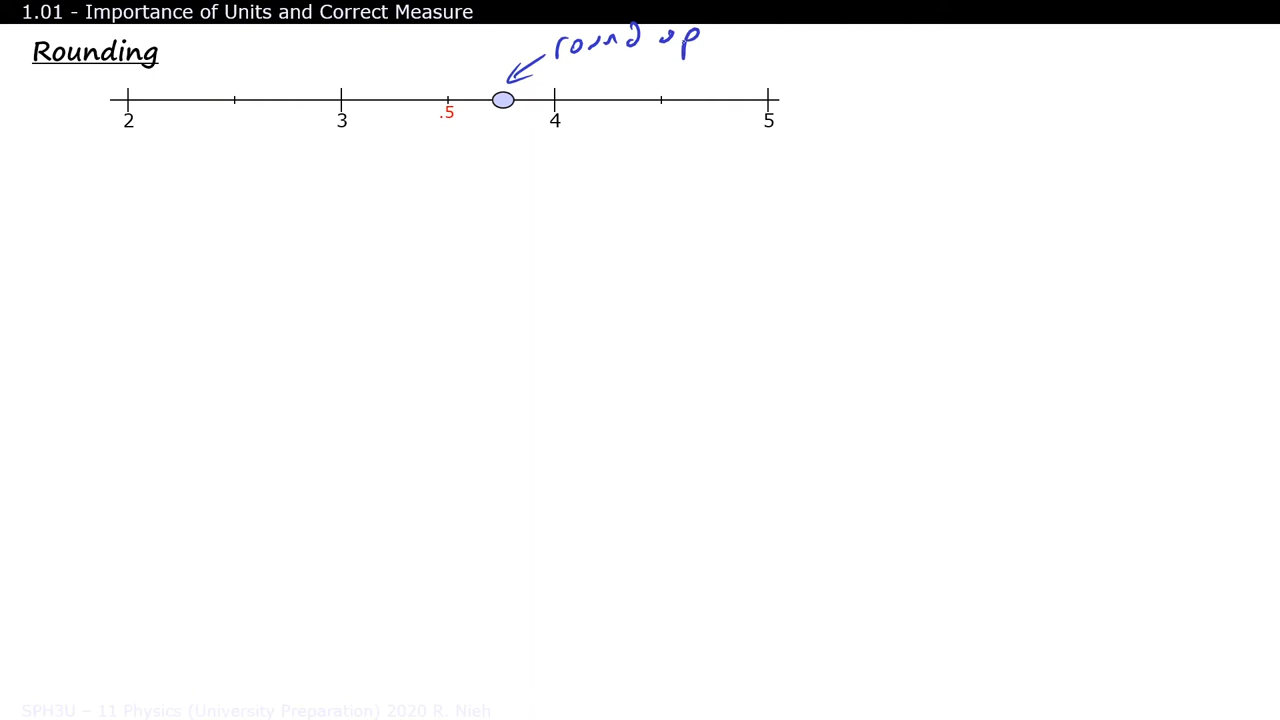 1.01 - Importance of Units and Correct Measure
round up
Rounding
.5
2 3 4 5
SPH3U – 11 Physics (University Preparation) 2020 R. Nieh